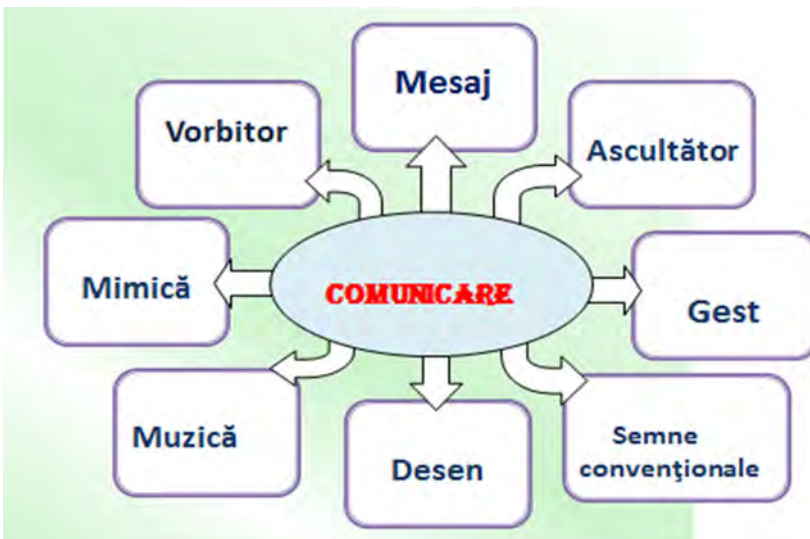 Mesaj
Vorbitor
Ascultător
Mimică
COMUNICARE
Gest
Muzică
Desen
Semne
convenţionale